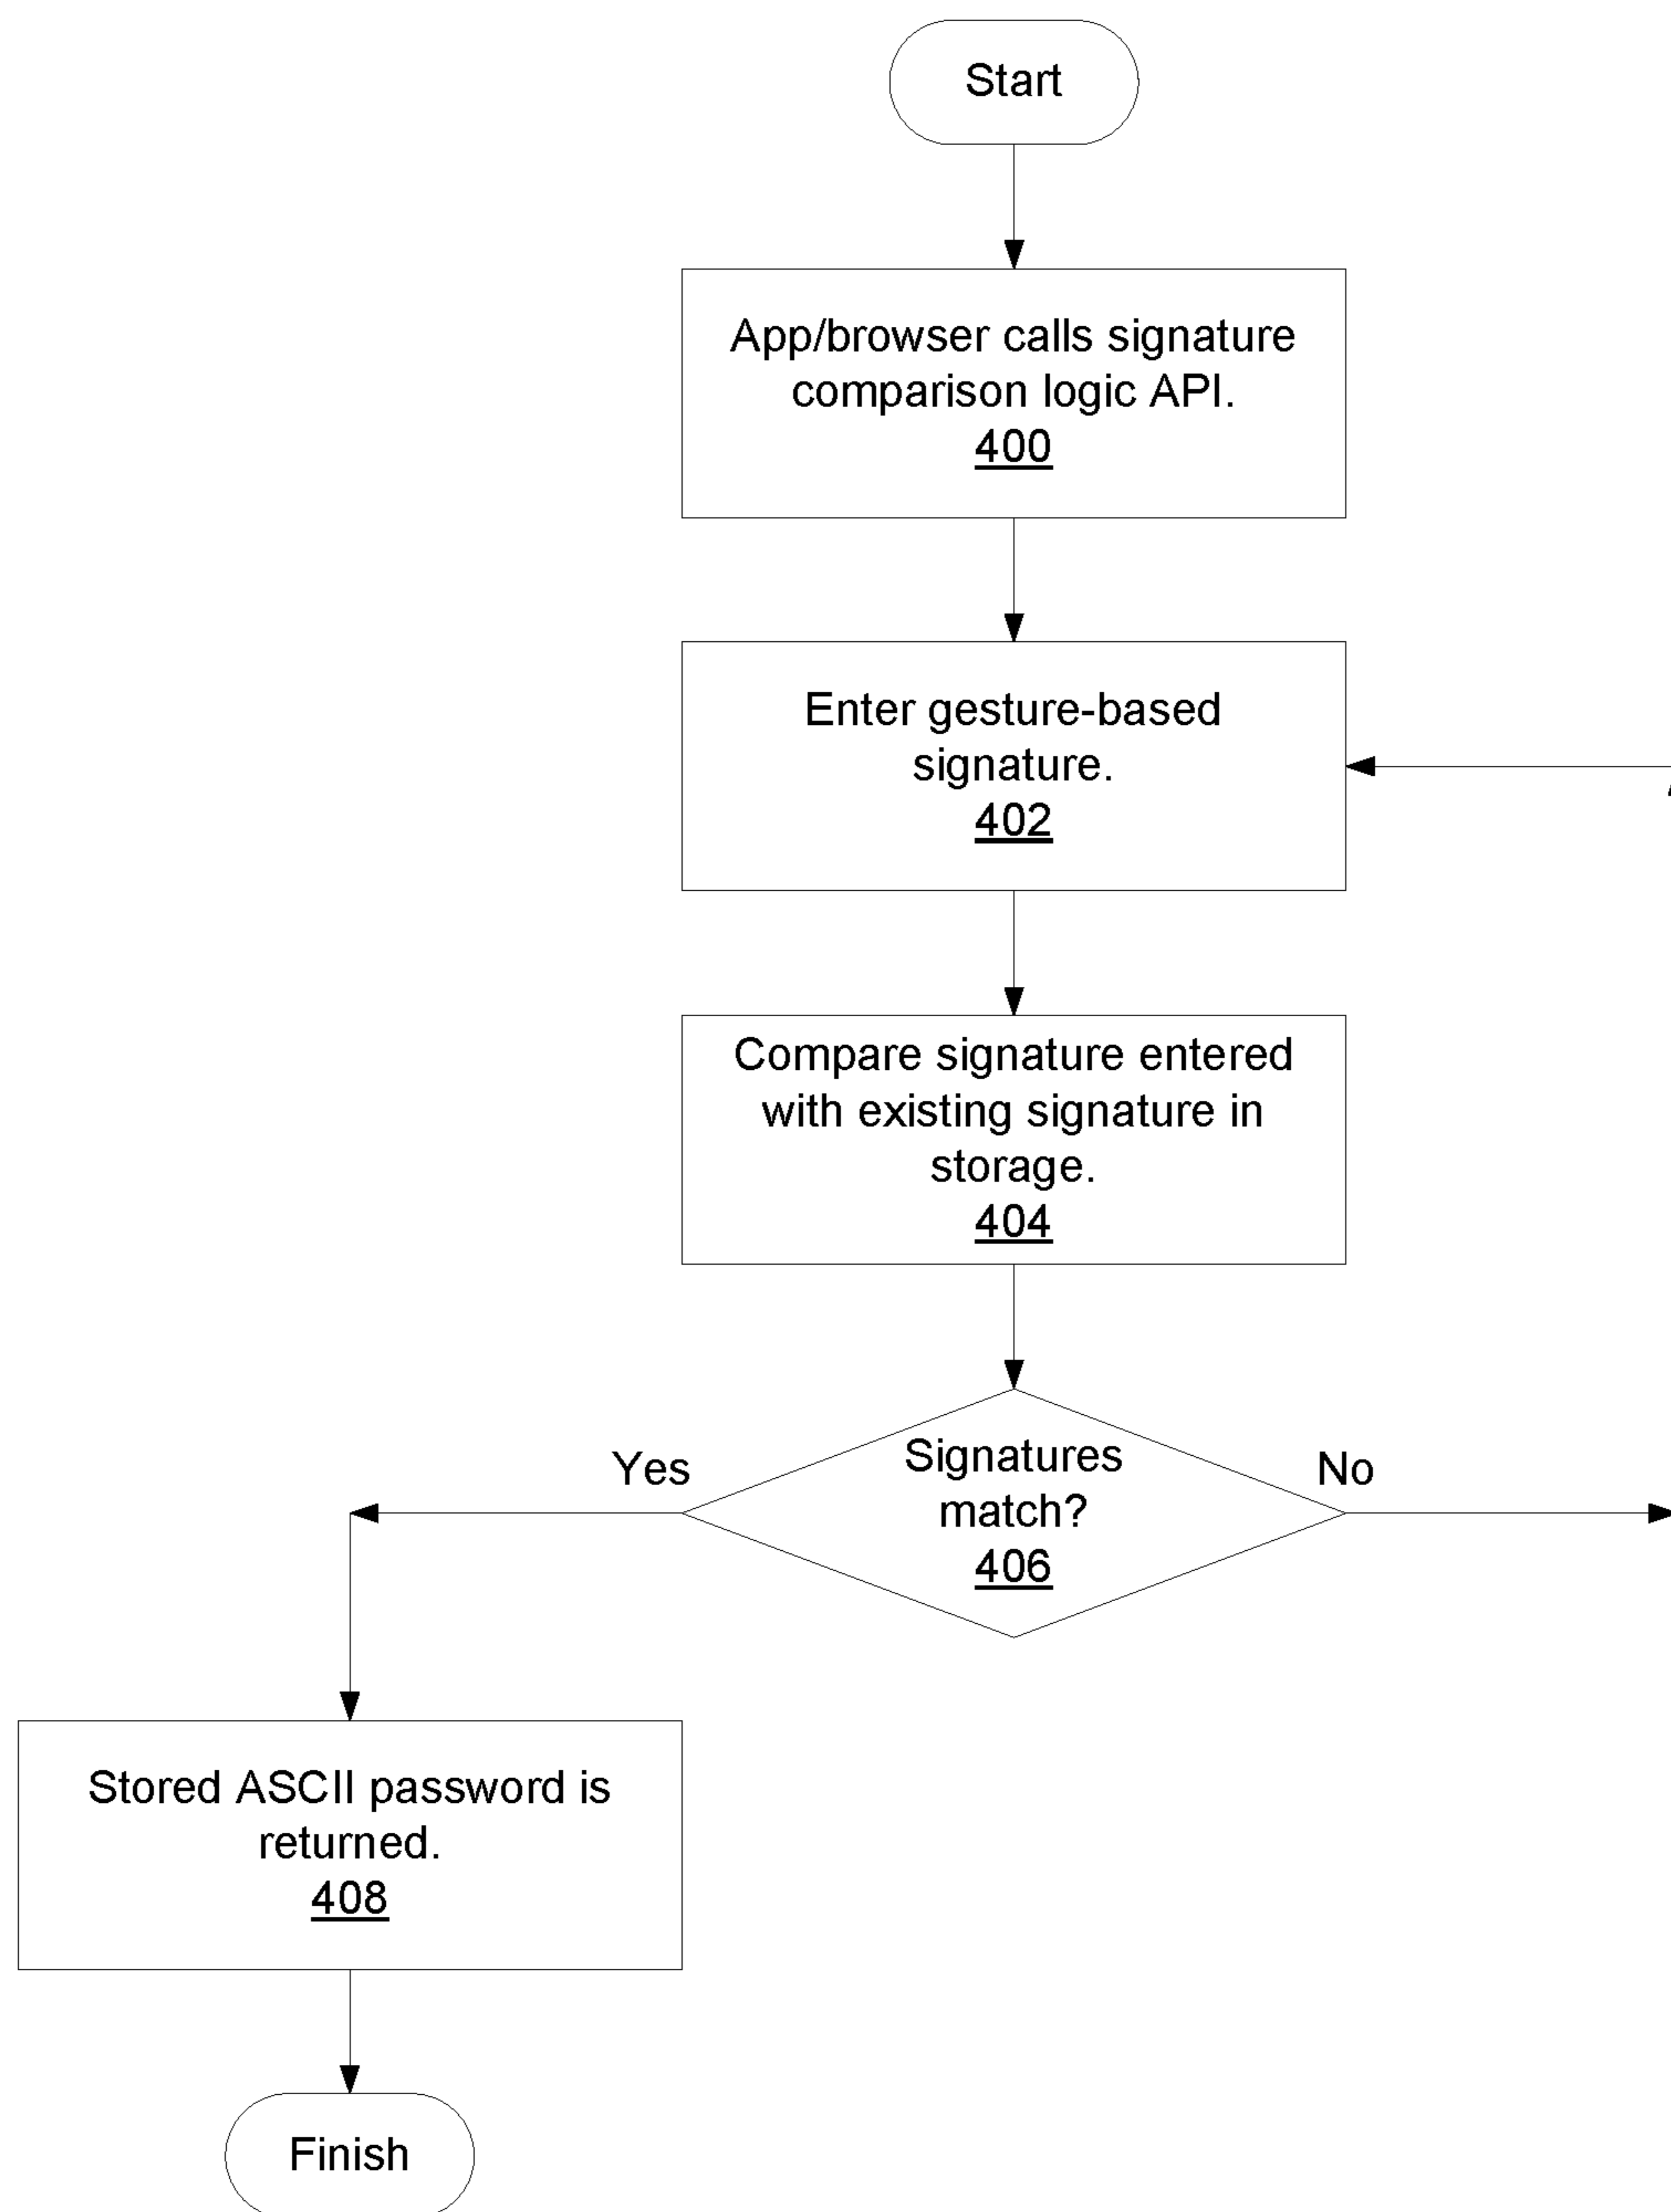 Start
App/browser calls signature
comparison logic API.
400
Enter gesture-based
signature.
402
Compare signature entered
with existing signature in
storage.
404
Yes
Signatures
match?
406
No
Stored ASCII password is
returned.
408
Finish